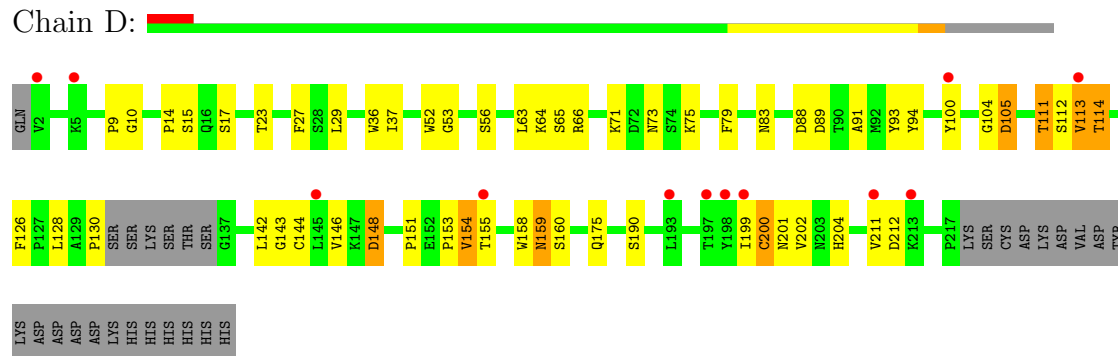 Chain D:
GLN V2 K5 P9 G10 P14 S15 Q16 S17 T23 F27 S28 L29 W36 I37 W52 G53 S56 L63 K64 S65 R66 K71 D72 N73 S74 K75 F79 N83 D88 D89 T90 A91 M92 Y93 Y94 Y100 G104 D105 T111 S112 V113 T114
F126 P127 L128 A129 P130 SER SER LYS SER THR SER G137 L142 G143 C144 L145 V146 K147 D148 P151 E152 P153 V154 T155 W158 N159 S160 Q175 S190 L193 T197 Y198 I199 C200 N201 V202 N203 H204 V211 D212 K213 P217 LYS SER CYS ASP LYS ASP VAL ASP TYR
LYS ASP ASP ASP ASP LYS HIS HIS HIS HIS HIS HIS